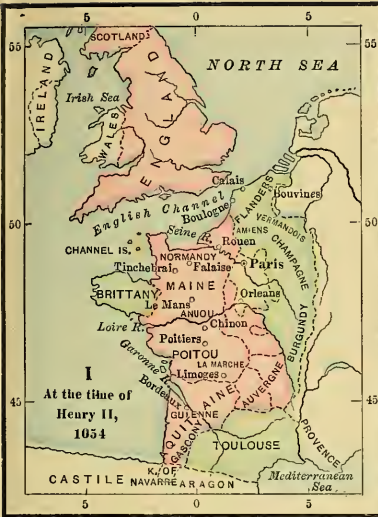 5 0 5
55 55
SCOTLAND
NORTH SEA
IRELAND
Irish Sea
ENGLAND
WALES
Calais
English Channel
Boulogne
FLANDERS
Bouvines
50 50
VERMANDOIS
AMIENS
Seine R.
Rouen
CHANNEL IS.
NORMANDY
CHAMPAGNE
Tinchebrai
Falaise
Paris
MAINE
BRITTANY
Le Mans
Orleans
ANJOU
Loire R.
Chinon
BURGUNDY
Poitiers
POITOU
LA MARCHE
Garonne R.
Limoges
I
At the time of
Henry II,
1054
Bordeaux
AUVERGNE
45 45
GUIENNE
AQUITAINE
GASCONY
TOULOUSE
PROVENCE
K. OF
NAVARRE
CASTILE
ARAGON
Mediterranean
Sea
5 0 5